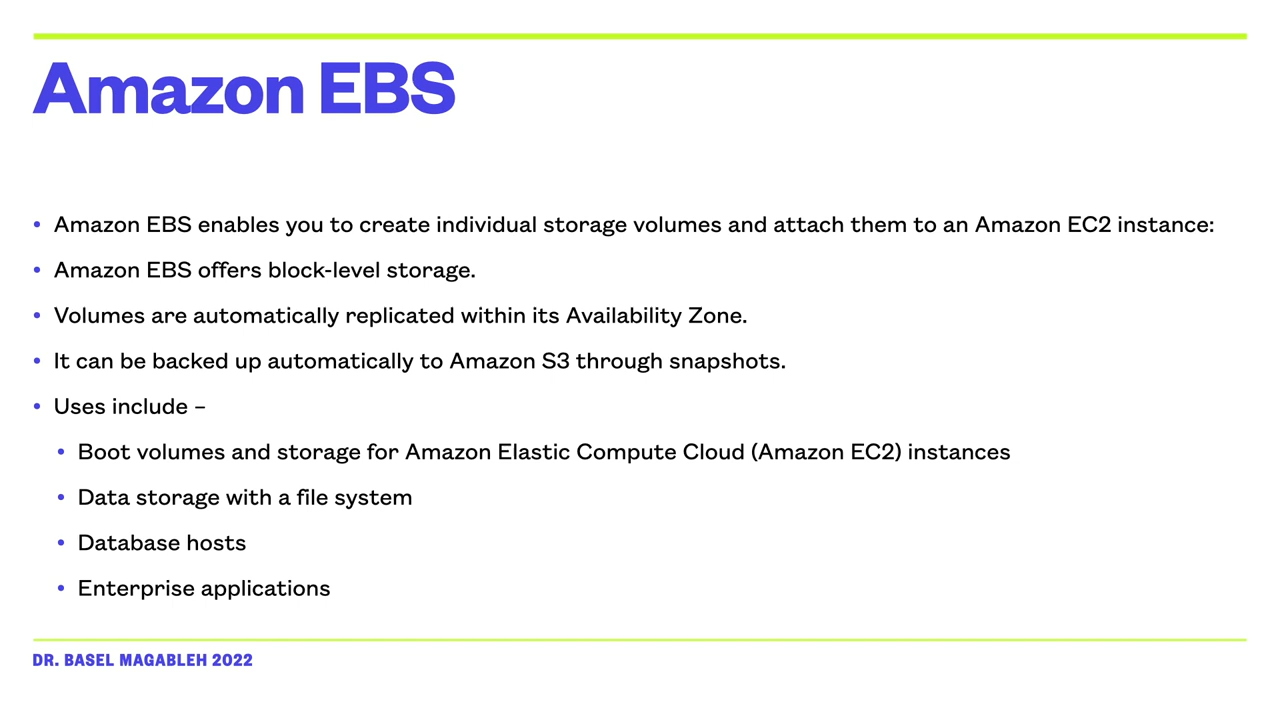 Amazon EBS
• Amazon EBS enables you to create individual storage volumes and attach them to an Amazon EC2 instance:
• Amazon EBS offers block-level storage.
• Volumes are automatically replicated within its Availability Zone.
• It can be backed up automatically to Amazon S3 through snapshots.
• Uses include –
• Boot volumes and storage for Amazon Elastic Compute Cloud (Amazon EC2) instances
• Data storage with a file system
• Database hosts
• Enterprise applications
DR. BASEL MAGABLEH 2022